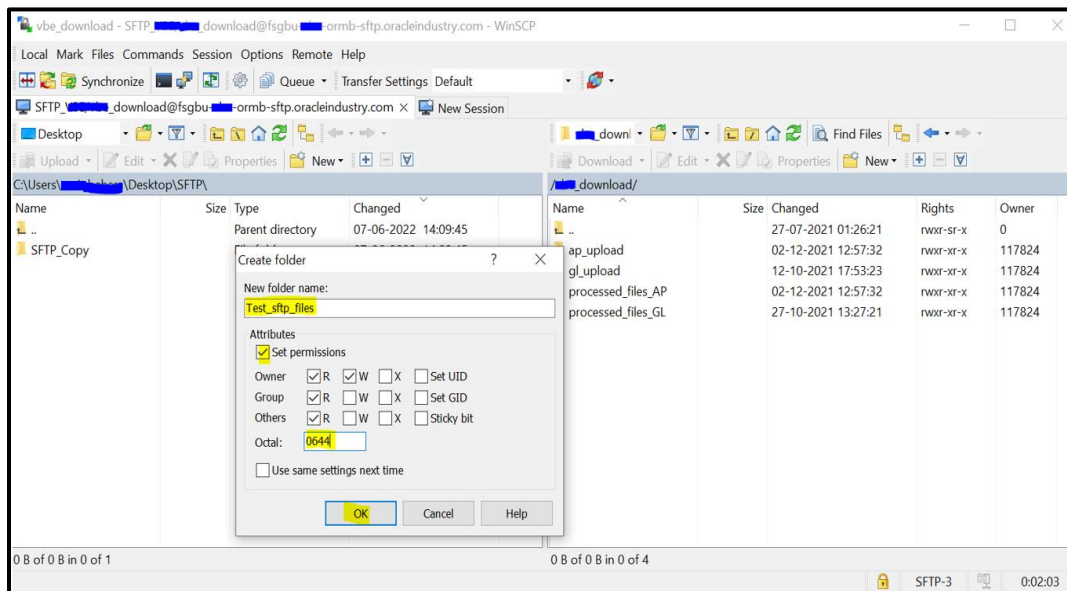 vbe_download - SFTP_ _download@fsgbu- -ormb-sftp.oracleindustry.com - WinSCP
Local Mark Files Commands Session Options Remote Help
Synchronize Queue Transfer Settings Default
SFTP_ _download@fsgbu- -ormb-sftp.oracleindustry.com × New Session
Desktop
downl Find Files
Upload Edit Properties New
Download Edit Properties New
C:\Users\ \Desktop\SFTP\
/ _download/
Name Size Type Changed
Name Size Changed Rights Owner
.. Parent directory 07-06-2022 14:09:45
.. 27-07-2021 01:26:21 rwxr-sr-x 0
SFTP_Copy
ap_upload 02-12-2021 12:57:32 rwxr-xr-x 117824
gl_upload 12-10-2021 17:53:23 rwxr-xr-x 117824
processed_files_AP 02-12-2021 12:57:32 rwxr-xr-x 117824
processed_files_GL 27-10-2021 13:27:21 rwxr-xr-x 117824
Create folder ? ×
New folder name:
Test_sftp_files
Attributes
Set permissions
Owner R W X Set UID
Group R W X Set GID
Others R W X Sticky bit
Octal: 0644
Use same settings next time
OK Cancel Help
0 B of 0 B in 0 of 1
0 B of 0 B in 0 of 4
SFTP-3 0:02:03